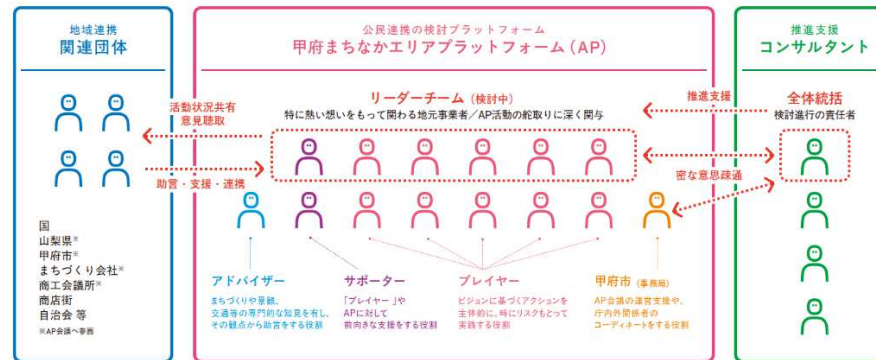 地域連携
関連団体
活動状況共有
意見聴取
助言・支援・連携
国
山梨県※
甲府市※
まちづくり会社※
商工会議所※
商店街
自治会 等
※AP会議へ参画
公民連携の検討プラットフォーム
甲府まちなかエリアプラットフォーム（AP）
リーダーチーム（検討中）
特に熱い想いをもって関わる地元事業者／AP活動の舵取りに深く関与
アドバイザー
まちづくりや景観、
交通等の専門的な知見を有し、
その観点から助言をする役割
サポーター
「プレイヤー」や
APに対して
前向きな支援をする役割
プレイヤー
ビジョンに基づくアクションを
主体的に、時にリスクもとって
実践する役割
甲府市（事務局）
AP会議の運営支援や、
庁内外関係者の
コーディネートをする役割
推進支援
密な意思疎通
推進支援
コンサルタント
全体統括
検討進行の責任者